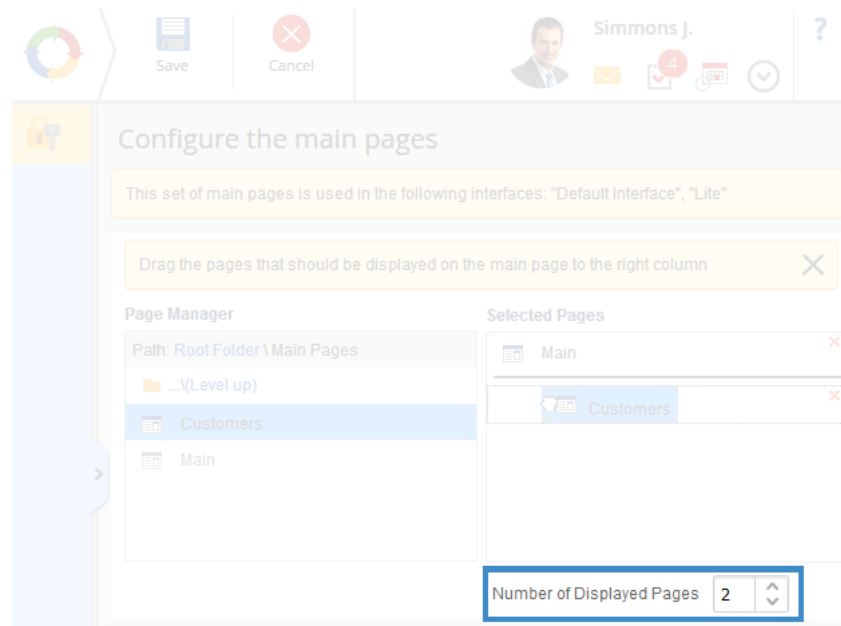 Simmons J.
?
Save
Cancel
4
Configure the main pages
This set of main pages is used in the following interfaces: "Default Interface", "Lite"
Drag the pages that should be displayed on the main page to the right column
Page Manager
Selected Pages
Path: Root Folder \ Main Pages
Main
...\(Level up)
Customers
Customers
Main
Number of Displayed Pages 2